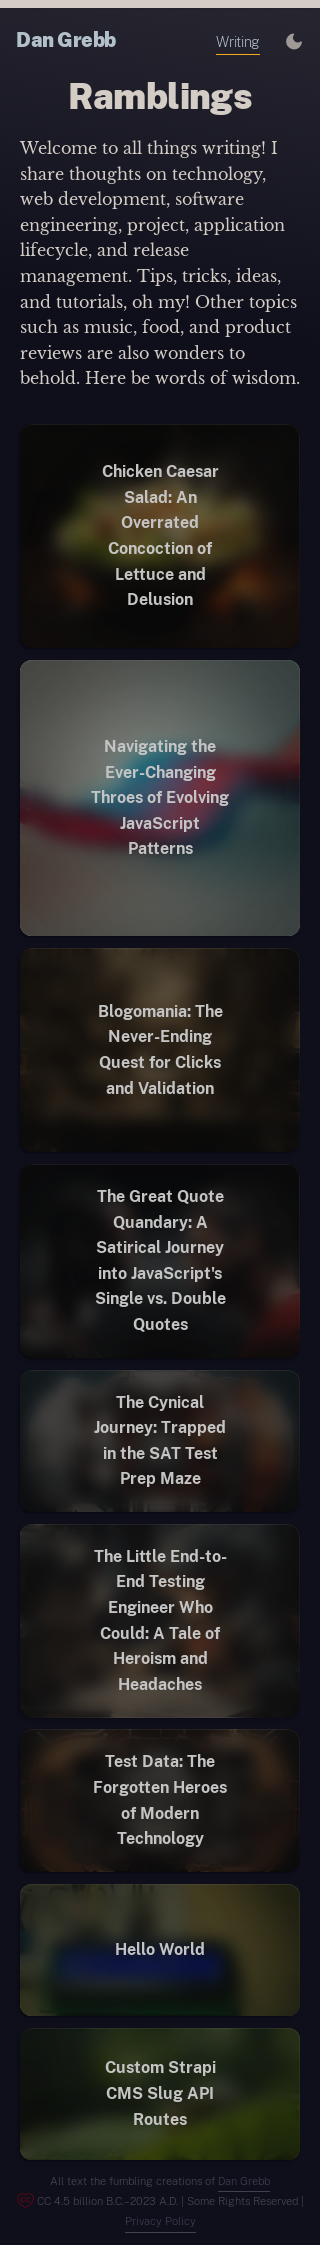 Dan Grebb
Writing
Ramblings
Welcome to all things writing! I
share thoughts on technology,
web development, software
engineering, project, application
lifecycle, and release
management. Tips, tricks, ideas,
and tutorials, oh my! Other topics
such as music, food, and product
reviews are also wonders to
behold. Here be words of wisdom.
Chicken Caesar
Salad: An
Overrated
Concoction of
Lettuce and
Delusion
Navigating the
Ever-Changing
Throes of Evolving
JavaScript
Patterns
Blogomania: The
Never-Ending
Quest for Clicks
and Validation
The Great Quote
Quandary: A
Satirical Journey
into JavaScript's
Single vs. Double
Quotes
The Cynical
Journey: Trapped
in the SAT Test
Prep Maze
The Little End-to-
End Testing
Engineer Who
Could: A Tale of
Heroism and
Headaches
Test Data: The
Forgotten Heroes
of Modern
Technology
Hello World
Custom Strapi
CMS Slug API
Routes
All text the fumbling creations of Dan Grebb
CC 4.5 billion B.C.–2023 A.D. | Some Rights Reserved |
Privacy Policy